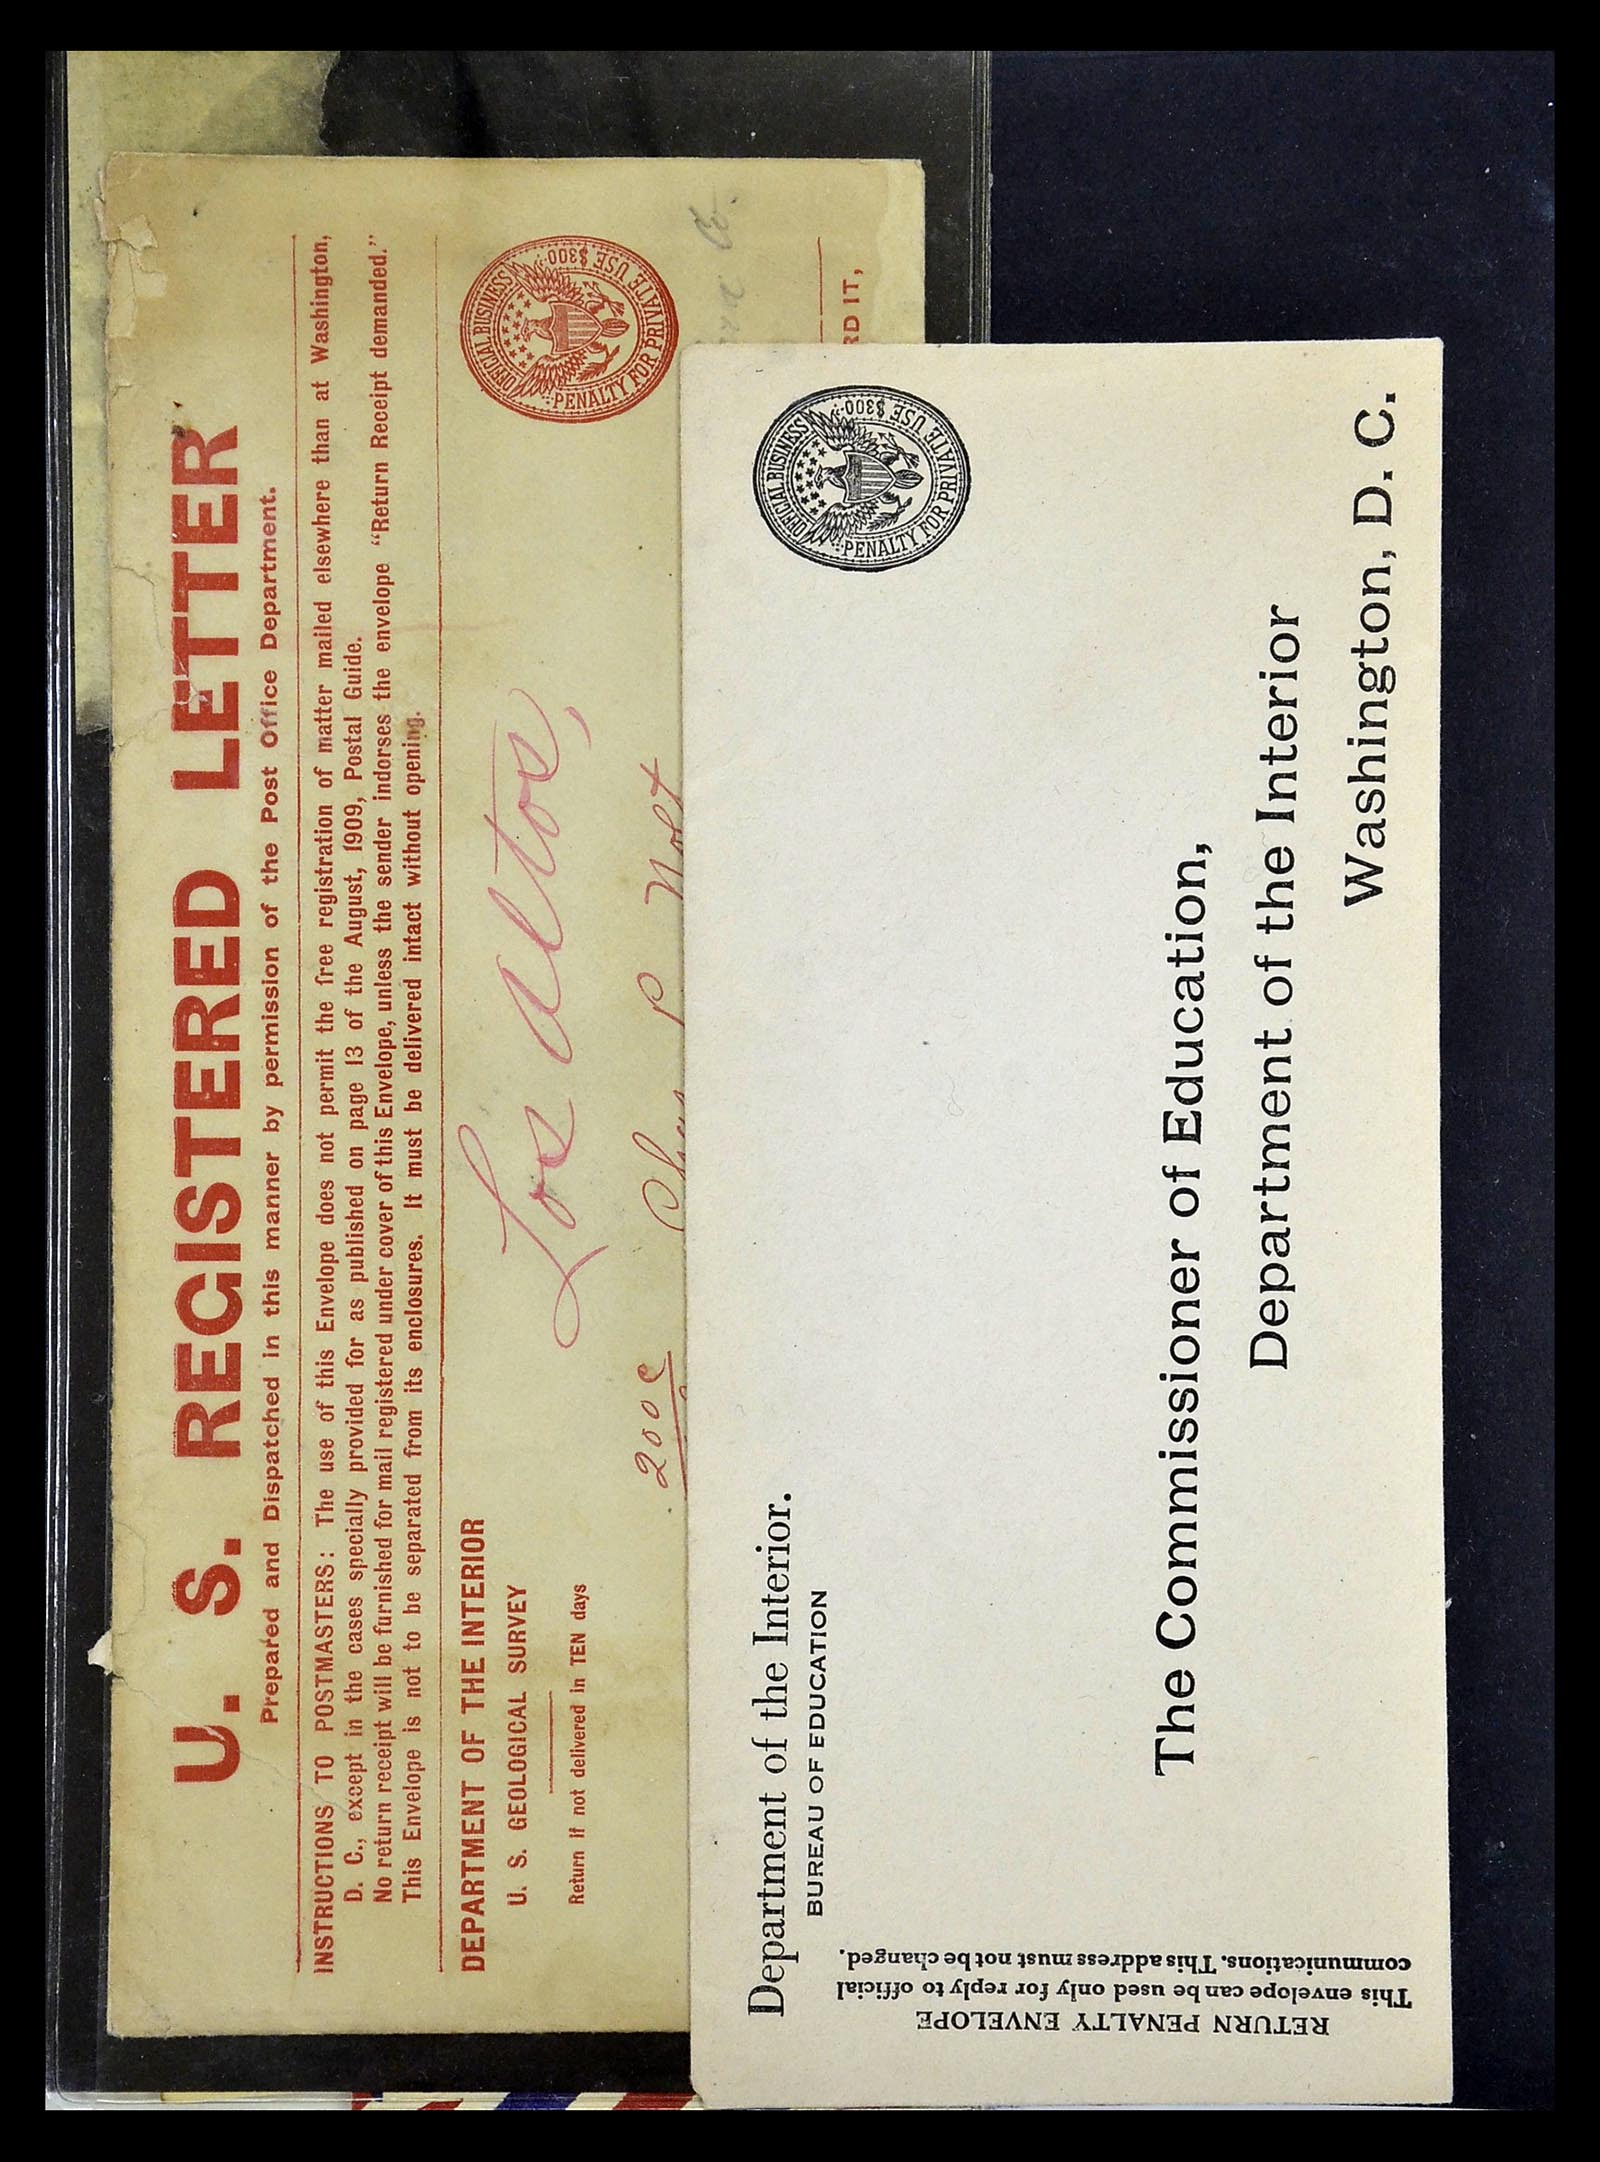 U. S. REGISTERED LETTER
Prepared and Dispatched in this manner by permission of the Post Office Department.
INSTRUCTIONS TO POSTMASTERS: The use of this Envelope does not permit the free registration of matter mailed elsewhere than at Washington,
D. C., except in the cases specially provided for as published on page 13 of the August, 1909, Postal Guide.
No return receipt will be furnished for mail registered under cover of this Envelope, unless the sender indorses the envelope "Return Receipt demanded."
This Envelope is not to be separated from its enclosures. It must be delivered intact without opening.
DEPARTMENT OF THE INTERIOR
U. S. GEOLOGICAL SURVEY
Return if not delivered in TEN days
OFFICIAL BUSINESS
PENALTY FOR PRIVATE USE $300
Los Altos,
200c
Co.
RD IT,
Department of the Interior.
BUREAU OF EDUCATION
OFFICIAL BUSINESS
PENALTY FOR PRIVATE USE $300
The Commissioner of Education,
Department of the Interior
Washington, D. C.
RETURN PENALTY ENVELOPE
This envelope can be used only for reply to official
communications. This address must not be changed.